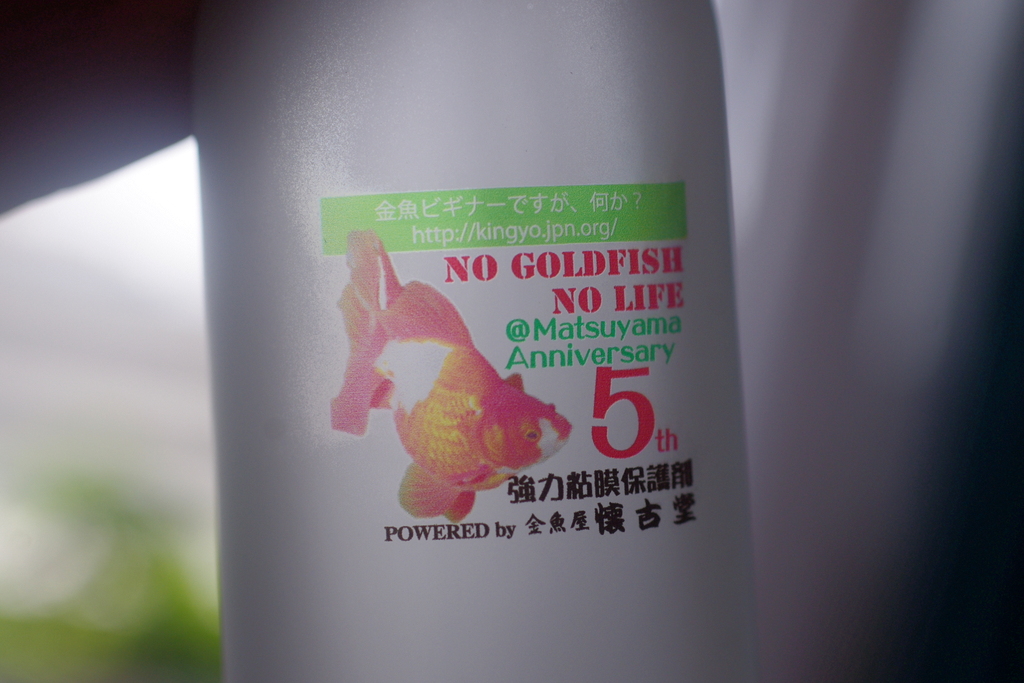 金魚ビギナーですが、何か?
http://kingyo.jpn.org/
NO GOLDFISH
NO LIFE
@Matsuyama
Anniversary
5th
強力粘膜保護剤
POWERED by 金魚屋 懐古堂